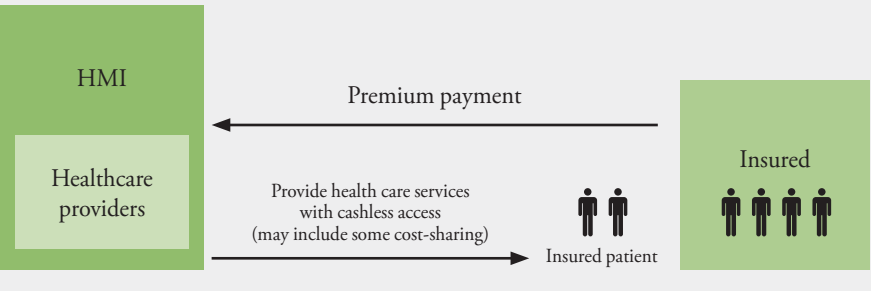 HMI
Healthcare
providers
Premium payment
Provide health care services
with cashless access
(may include some cost-sharing)
Insured patient
Insured